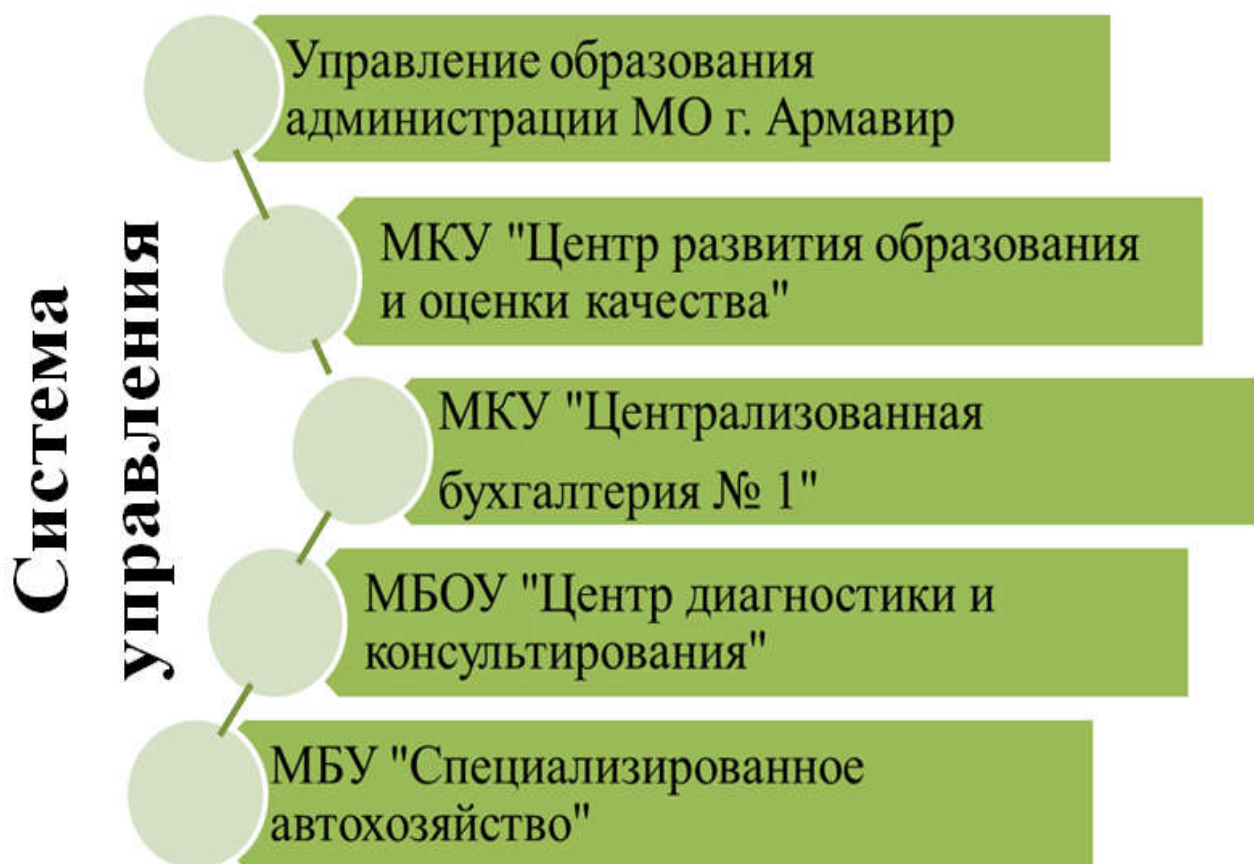 Система
управления
Управление образования
администрации МО г. Армавир
МКУ "Центр развития образования
и оценки качества"
МКУ "Централизованная
бухгалтерия № 1"
МБОУ "Центр диагностики и
консультирования"
МБУ "Специализированное
автохозяйство"